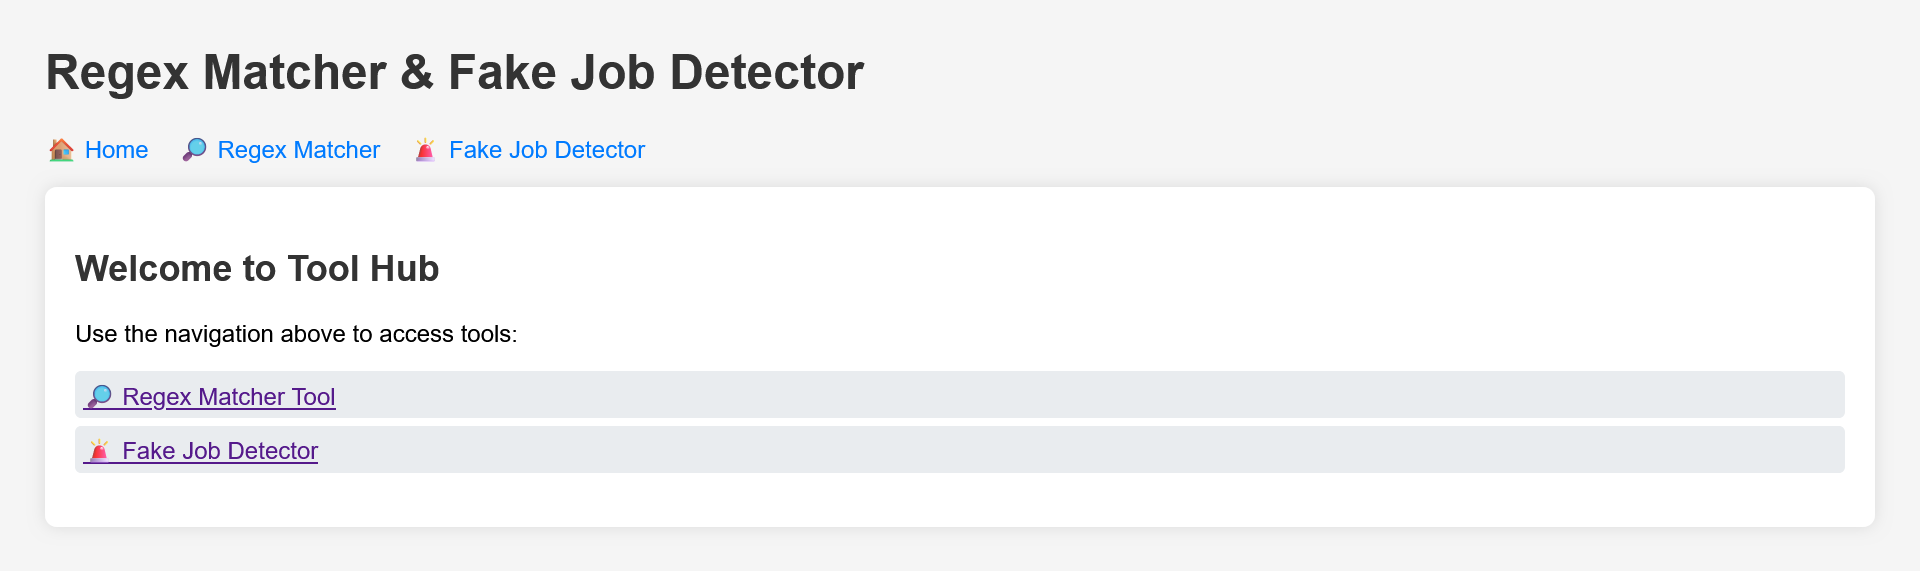 Regex Matcher & Fake Job Detector
🏠 Home 🔎 Regex Matcher 🚨 Fake Job Detector
Welcome to Tool Hub
Use the navigation above to access tools:
🔎 Regex Matcher Tool
🚨 Fake Job Detector